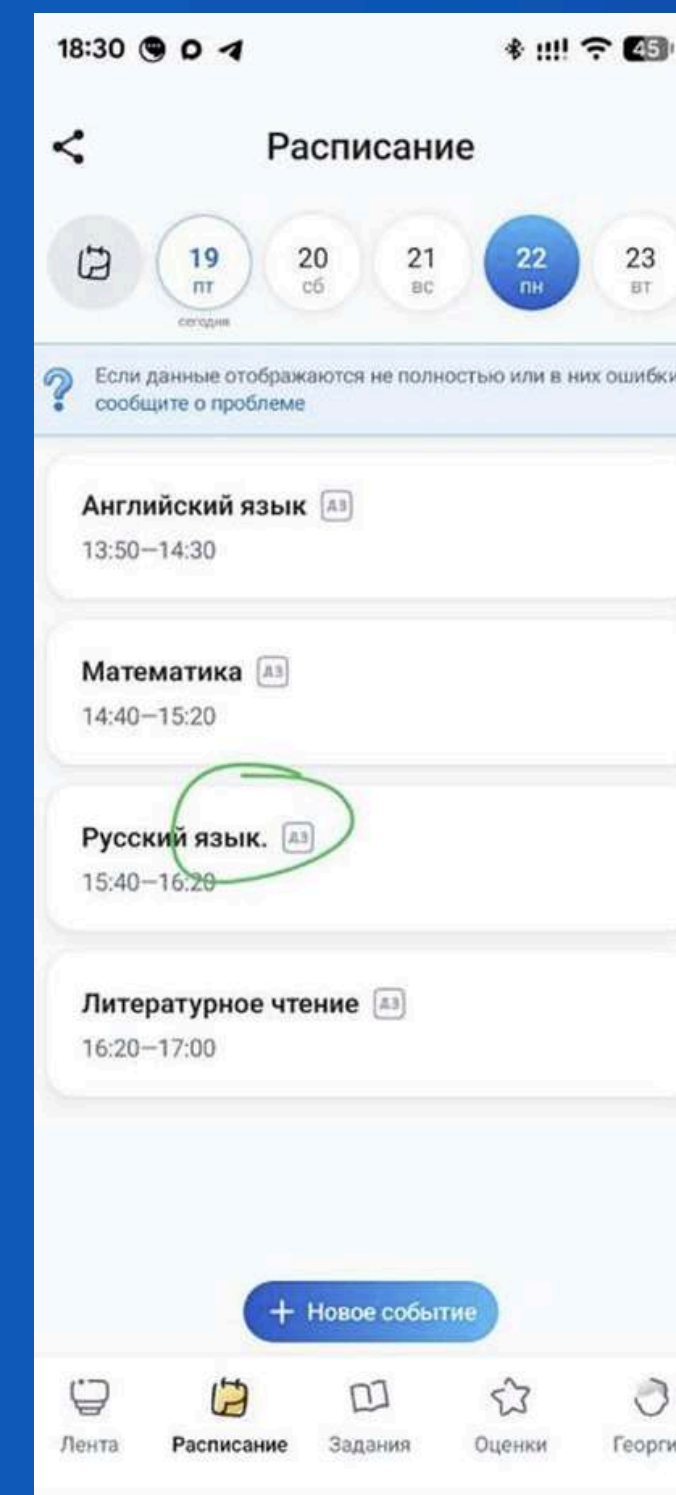 18:30 45
Расписание
19 20 21 22 23
пт сб вс пн вт
сегодня
Если данные отображаются не полностью или в них ошибки
сообщите о проблеме
Английский язык ДЗ
13:50—14:30
Математика ДЗ
14:40—15:20
Русский язык. ДЗ
15:40—16:20
Литературное чтение ДЗ
16:20—17:00
+ Новое событие
Лента Расписание Задания Оценки Георги